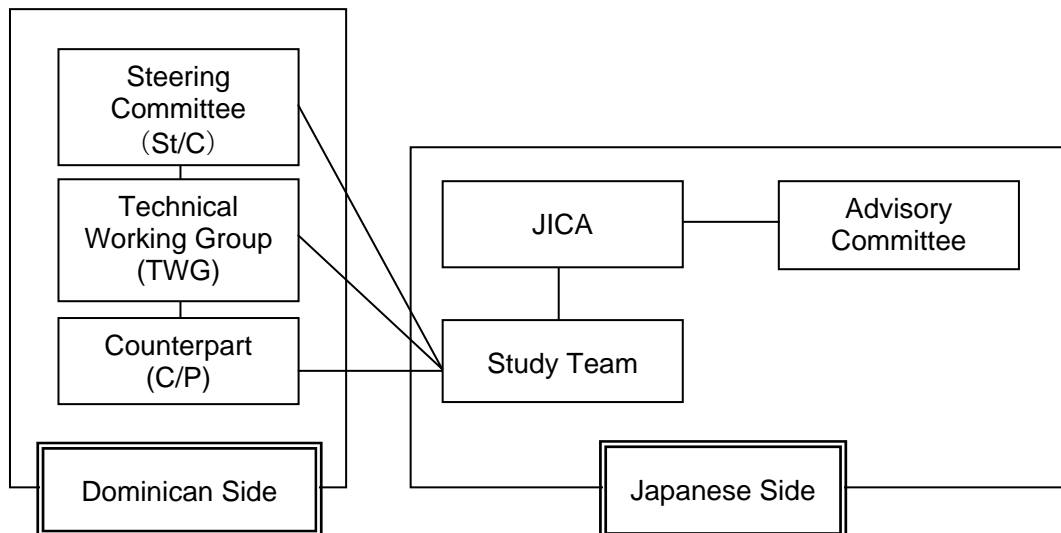 Steering
Committee
（St/C）
Technical
Working Group
(TWG)
Counterpart
(C/P)
Dominican Side
JICA
Advisory
Committee
Study Team
Japanese Side